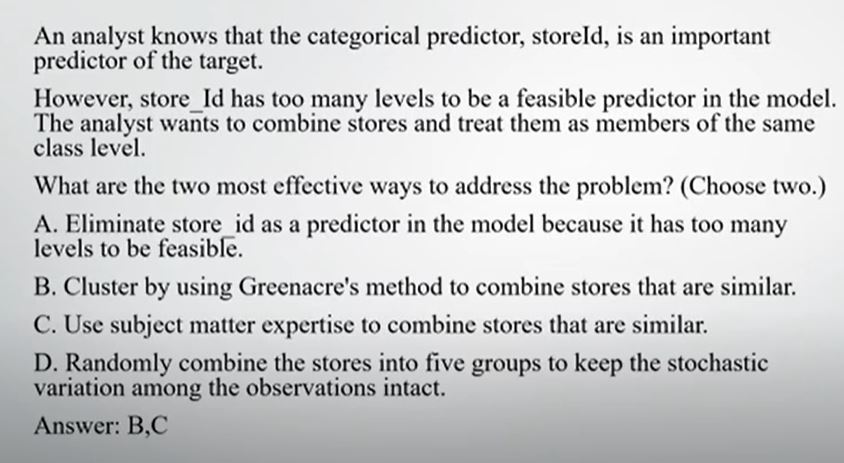 An analyst knows that the categorical predictor, storeId, is an important
predictor of the target.
However, store_Id has too many levels to be a feasible predictor in the model.
The analyst wants to combine stores and treat them as members of the same
class level.
What are the two most effective ways to address the problem? (Choose two.)
A. Eliminate store_id as a predictor in the model because it has too many
levels to be feasible.
B. Cluster by using Greenacre's method to combine stores that are similar.
C. Use subject matter expertise to combine stores that are similar.
D. Randomly combine the stores into five groups to keep the stochastic
variation among the observations intact.
Answer: B,C